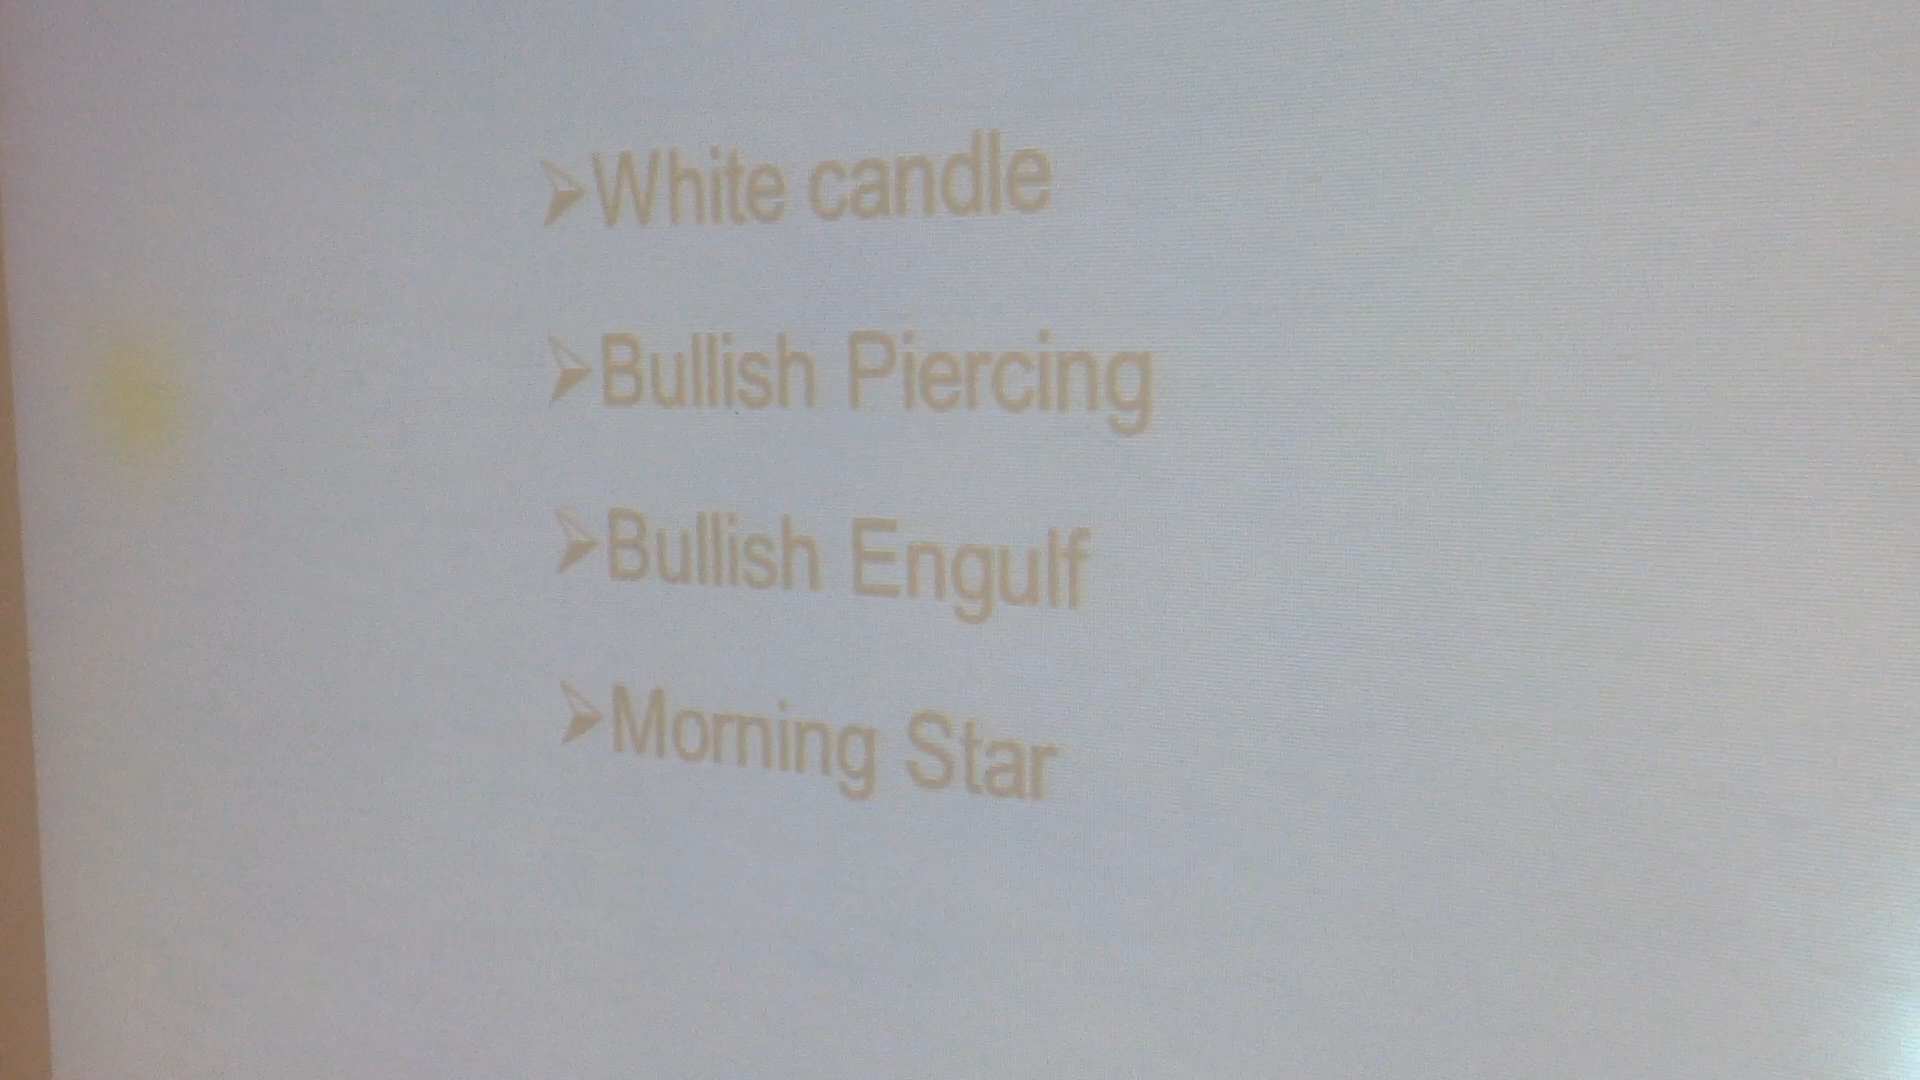 ➢White candle
➢Bullish Piercing
➢Bullish Engulf
➢Morning Star